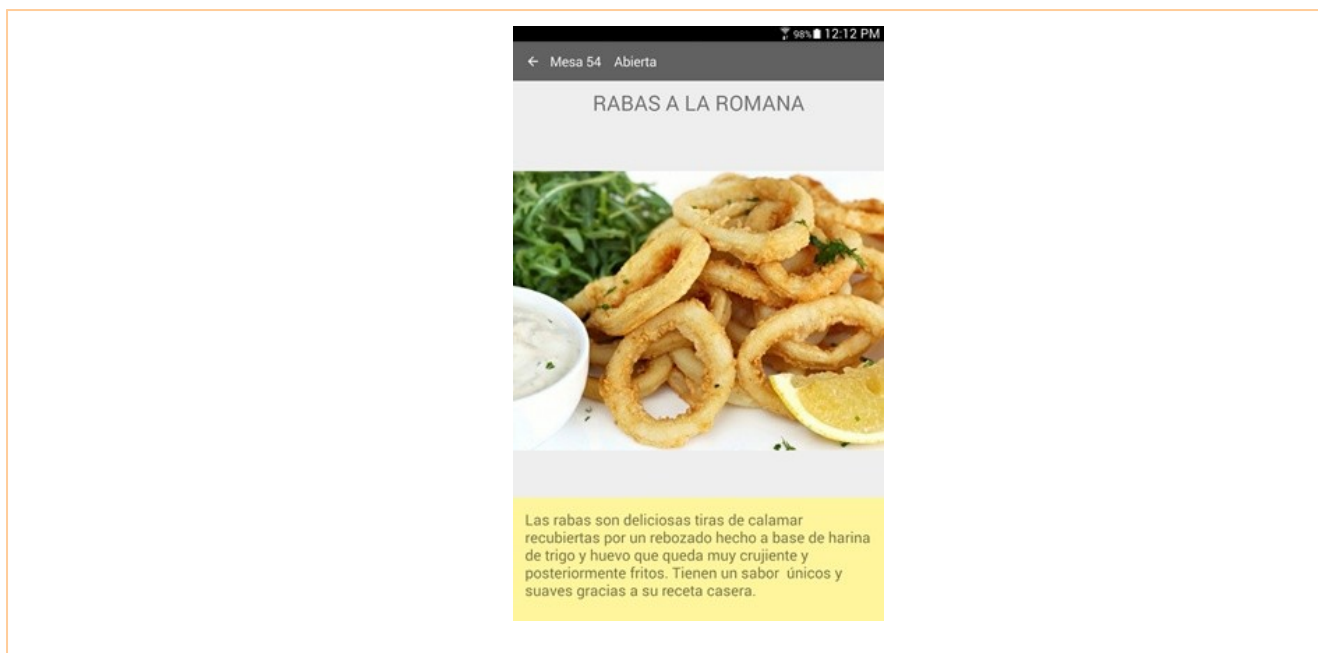 98% 12:12 PM
← Mesa 54 Abierta
RABAS A LA ROMANA
Las rabas son deliciosas tiras de calamar
recubiertas por un rebozado hecho a base de harina
de trigo y huevo que queda muy crujiente y
posteriormente fritos. Tienen un sabor  únicos y
suaves gracias a su receta casera.